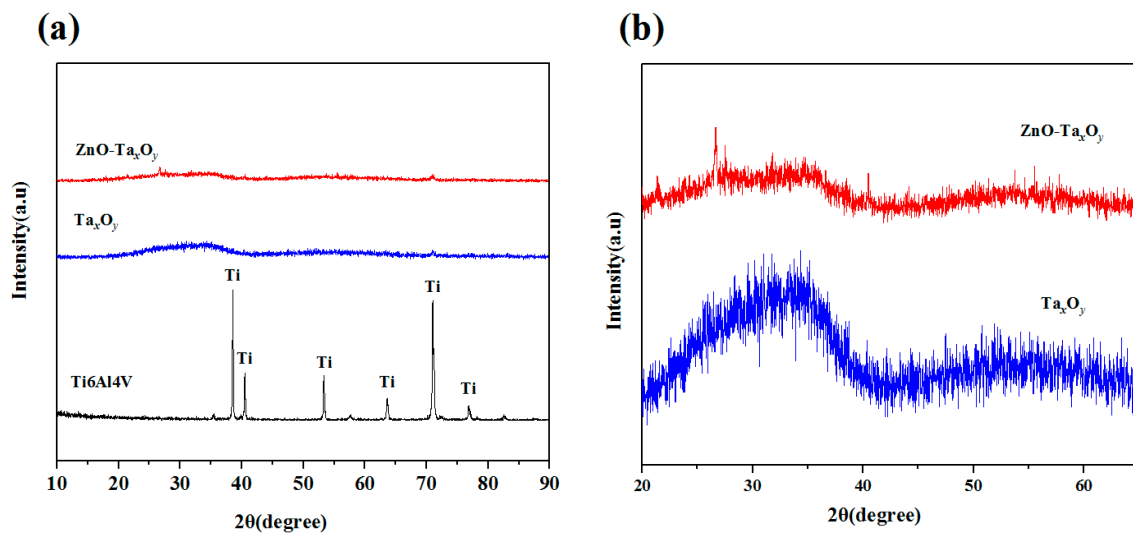 (a)
Intensity(a.u)
ZnO-TaxOy
TaxOy
Ti6Al4V
Ti
Ti
Ti
Ti
Ti
Ti
10 20 30 40 50 60 70 80 90
2θ(degree)
(b)
Intensity(a.u)
ZnO-TaxOy
TaxOy
20 30 40 50 60
2θ(degree)